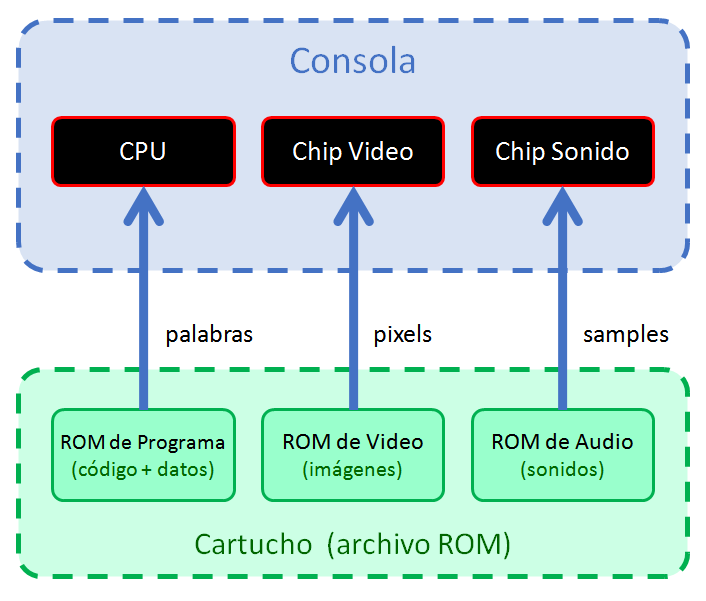 Consola
CPU
Chip Video
Chip Sonido
palabras
pixels
samples
ROM de Programa
(código + datos)
ROM de Video
(imágenes)
ROM de Audio
(sonidos)
Cartucho (archivo ROM)